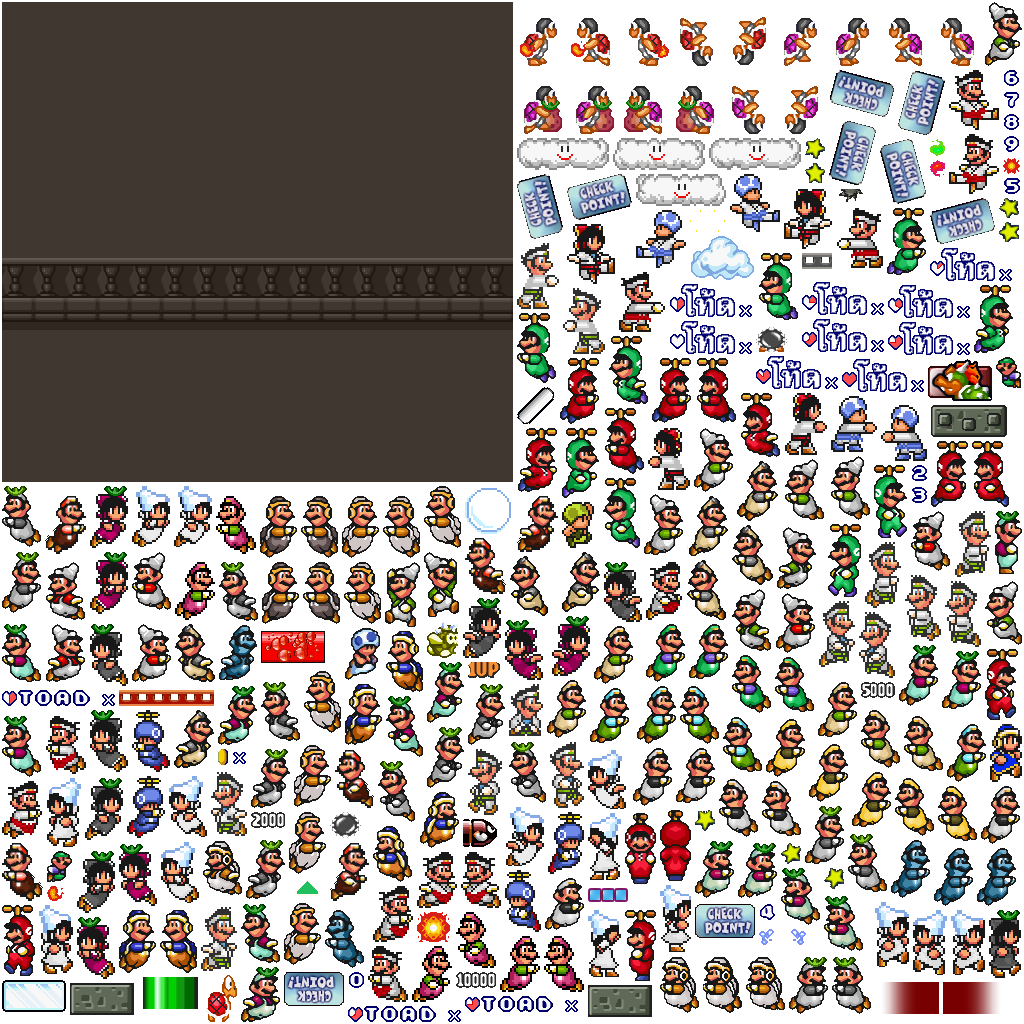 CHECK POINT!
CHECK POINT!
6
7
8
9
CHECK POINT!
CHECK POINT!
5
CHECK POINT!
CHECK POINT!
CHECK POINT!
โท้ด ×
โท้ด ×
โท้ด ×
โท้ด ×
โท้ด ×
โท้ด ×
โท้ด ×
โท้ด ×
โท้ด ×
2
3
1UP
5000
TOAD ×
×
2000
4
CHECK POINT!
0
10000
CHECK POINT!
TOAD ×
TOAD ×